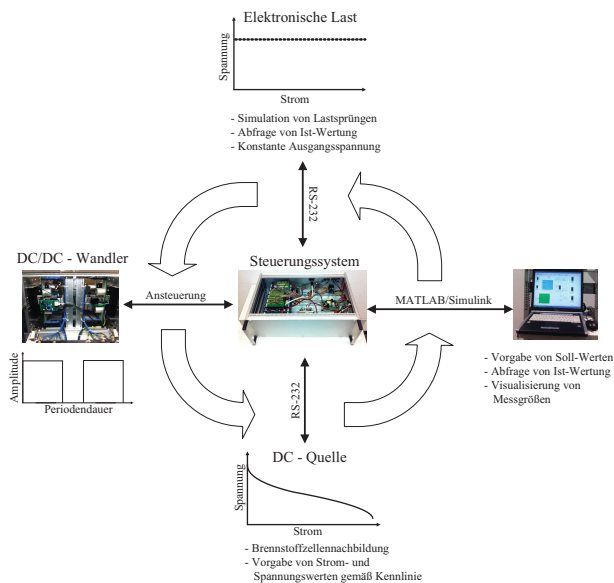 Elektronische Last
Spannung
Strom
- Simulation von Lastsprüngen
- Abfrage von Ist-Wertung
- Konstante Ausgangsspannung
RS-232
DC/DC - Wandler
Steuerungssystem
Ansteuerung
MATLAB/Simulink
Amplitude
Periodendauer
- Vorgabe von Soll-Werten
- Abfrage von Ist-Wertung
- Visualisierung von
Messgrößen
RS-232
DC - Quelle
Spannung
Strom
- Brennstoffzellennachbildung
- Vorgabe von Strom- und
Spannungswerten gemäß Kennlinie